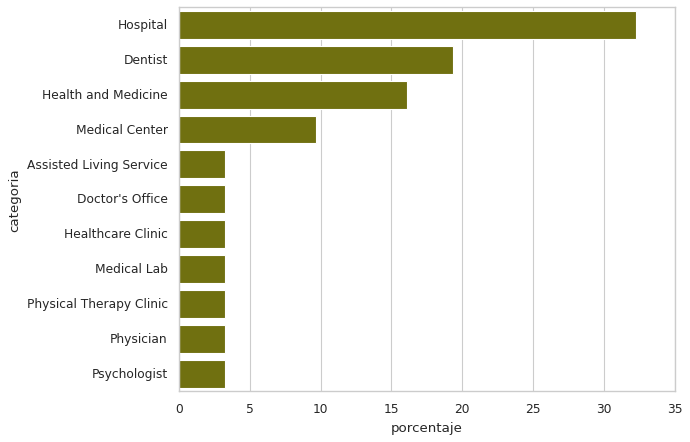 Hospital
Dentist
Health and Medicine
Medical Center
Assisted Living Service
Doctor's Office
Healthcare Clinic
Medical Lab
Physical Therapy Clinic
Physician
Psychologist
categoria
0 5 10 15 20 25 30 35
porcentaje